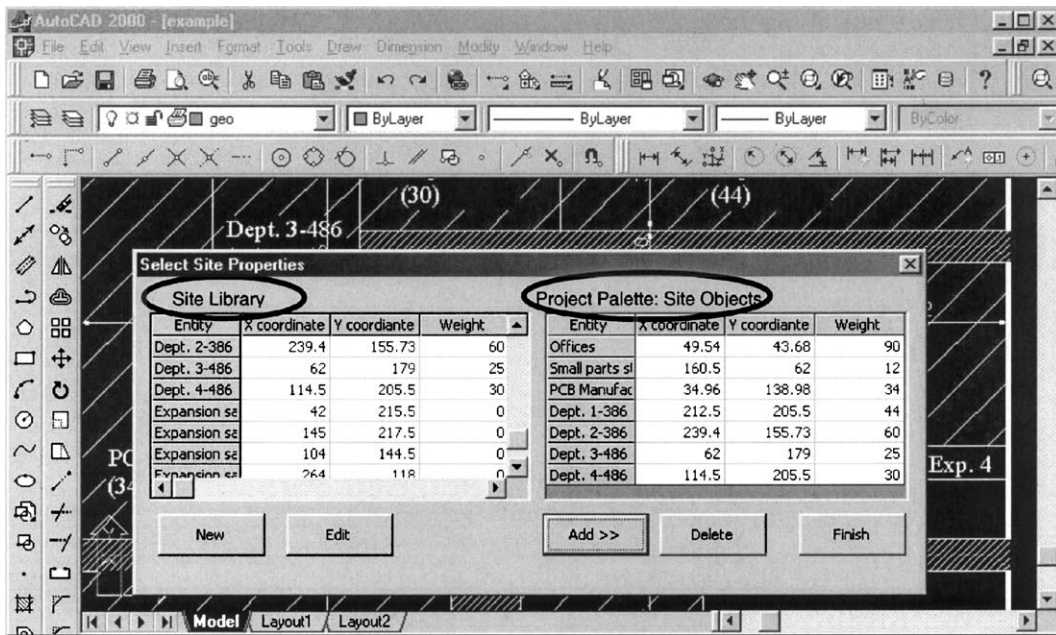 AutoCAD 2000 - [example]
File Edit View Insert Format Tools Draw Dimension Modify Window Help
geo ByLayer ByLayer ByLayer ByColor
(30) (44)
Dept. 3-486
Select Site Properties
Site Library Project Palette: Site Objects
Entity X coordinate Y coordiante Weight Entity X coordinate Y coordiante Weight
Dept. 2-386 239.4 155.73 60 Offices 49.54 43.68 90
Dept. 3-486 62 179 25 Small parts sl 160.5 62 12
Dept. 4-486 114.5 205.5 30 PCB Manufac 34.96 138.98 34
Expansion sa 42 215.5 0 Dept. 1-386 212.5 205.5 44
Expansion sa 145 217.5 0 Dept. 2-386 239.4 155.73 60
Expansion sa 104 144.5 0 Dept. 3-486 62 179 25
Expansion sa 264 118 0 Dept. 4-486 114.5 205.5 30
PC Exp. 4
(34
New Edit Add >> Delete Finish
Model Layout1 Layout2